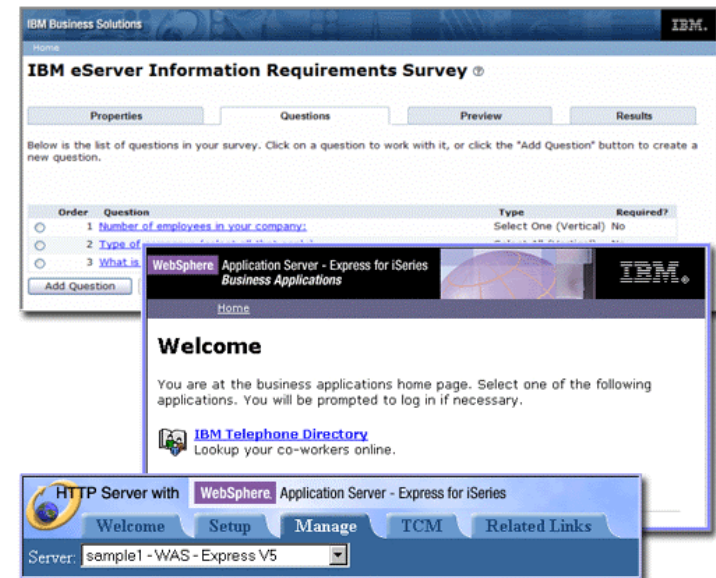 IBM Business Solutions
IBM.
Home
IBM eServer Information Requirements Survey ?
Properties Questions Preview Results
Below is the list of questions in your survey. Click on a question to work with it, or click the "Add Question" button to create a
new question.
Order Question Type Required?
1 Number of employees in your company: Select One (Vertical) No
2 Type of
3 What is
Add Question
WebSphere. Application Server - Express for iSeries
Business Applications
IBM
Home
Welcome
You are at the business applications home page. Select one of the following
applications. You will be prompted to log in if necessary.
IBM Telephone Directory
Lookup your co-workers online.
HTTP Server with WebSphere. Application Server - Express for iSeries
Welcome Setup Manage TCM Related Links
Server: sample1 - WAS - Express V5